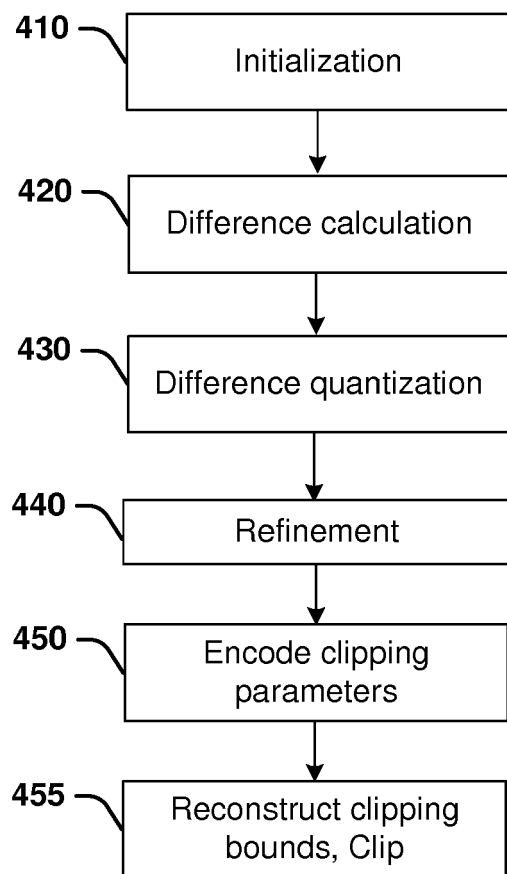 410
Initialization
420
Difference calculation
430
Difference quantization
440
Refinement
450
Encode clipping
parameters
455
Reconstruct clipping
bounds, Clip